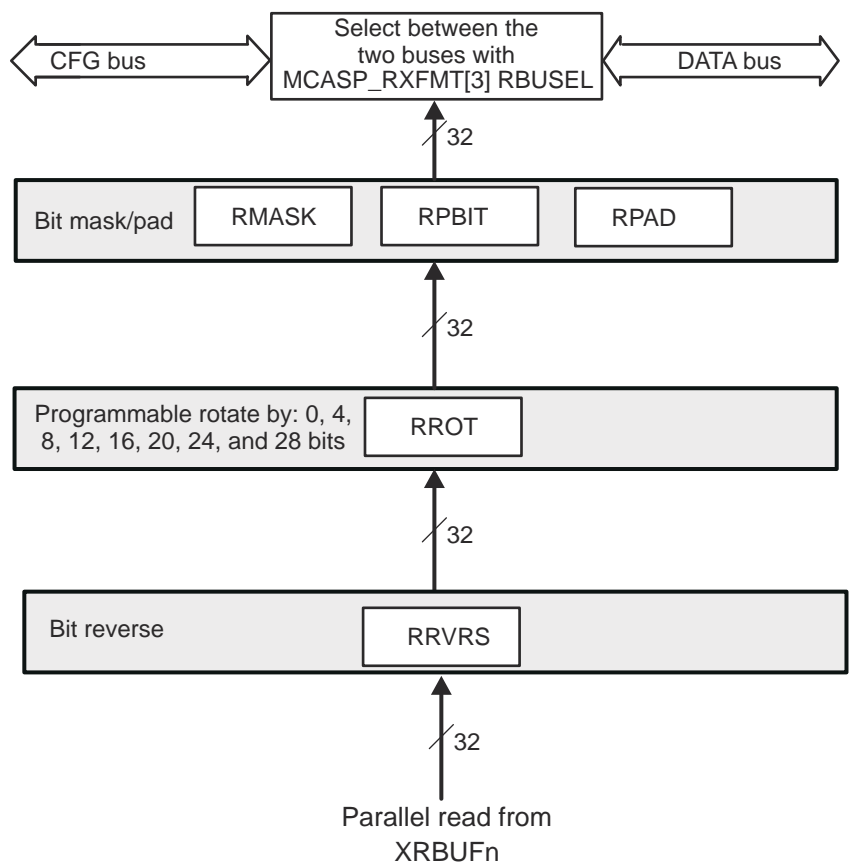 CFG bus
Select between the
two buses with
MCASP_RXFMT[3] RBUSEL
DATA bus
32
Bit mask/pad
RMASK
RPBIT
RPAD
32
Programmable rotate by: 0, 4,
8, 12, 16, 20, 24, and 28 bits
RROT
32
Bit reverse
RRVRS
32
Parallel read from
XRBUFn